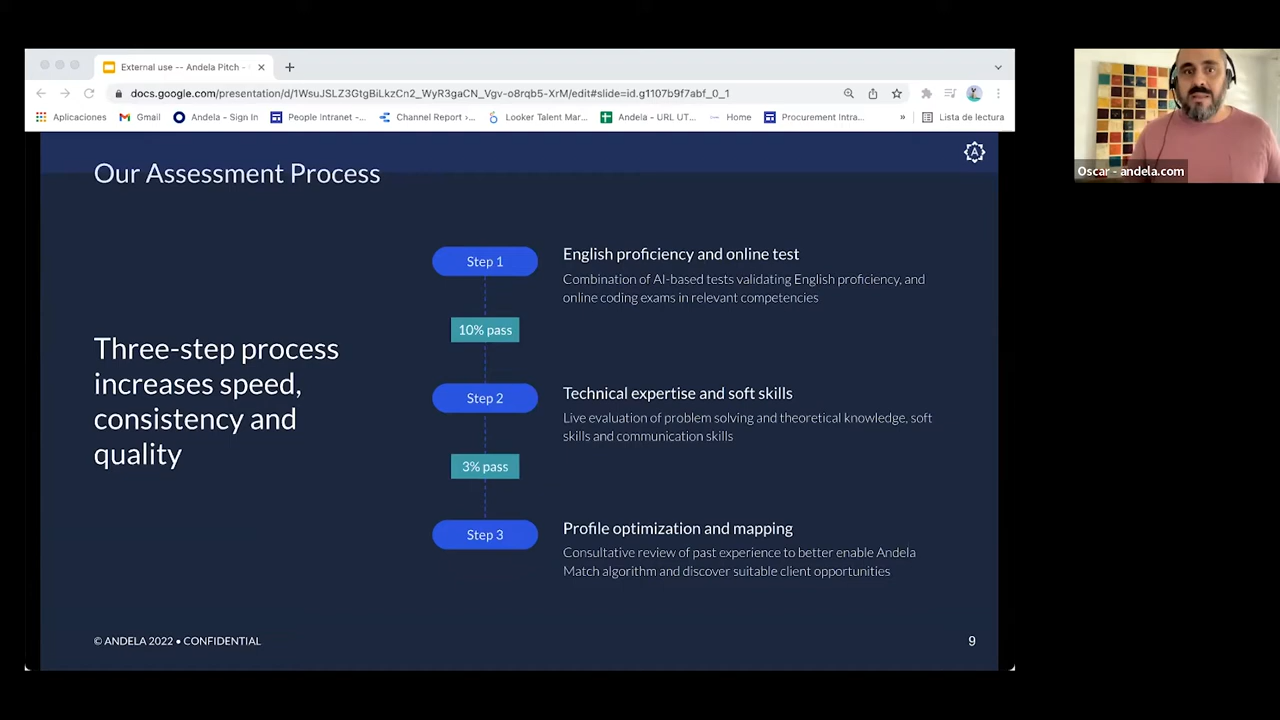 External use -- Andela Pitch -
docs.google.com/presentation/d/1WsuJSLZ3GtgBiLkzCn2_WyR3gaCN_Vgv-o8rqb5-XrM/edit#slide=id.g1107b9f7abf_0_1
Aplicaciones
Gmail
Andela - Sign In
People Intranet -...
Channel Report ›...
Looker Talent Mar...
Andela - URL UT...
Home
Procurement Intra...
»
Lista de lectura
Our Assessment Process
A
Three-step process
increases speed,
consistency and
quality
Step 1
English proficiency and online test
Combination of AI-based tests validating English proficiency, and
online coding exams in relevant competencies
10% pass
Step 2
Technical expertise and soft skills
Live evaluation of problem solving and theoretical knowledge, soft
skills and communication skills
3% pass
Step 3
Profile optimization and mapping
Consultative review of past experience to better enable Andela
Match algorithm and discover suitable client opportunities
© ANDELA 2022 • CONFIDENTIAL
9
Oscar - andela.com